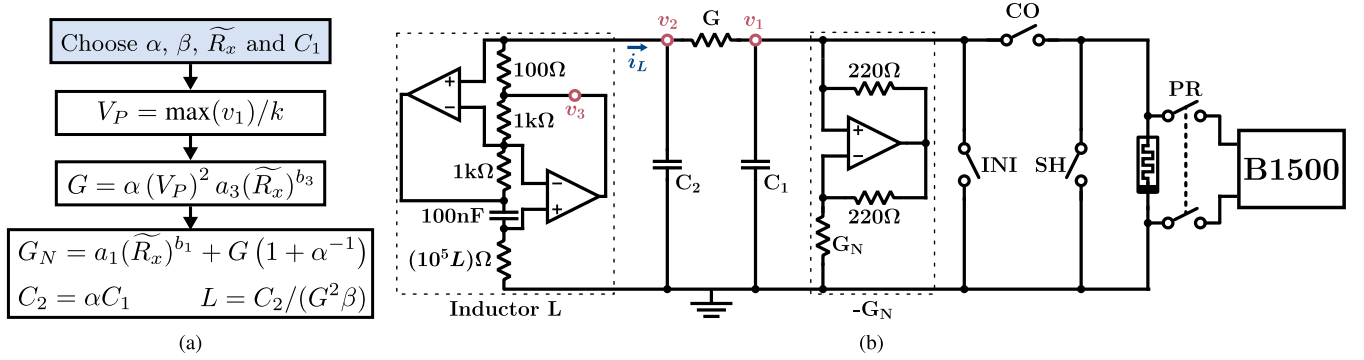 Choose α, β, R̃x and C1
VP = max(v1)/k
G = α (VP)² a3(R̃x)^b3
GN = a1(R̃x)^b1 + G (1 + α⁻¹)
C2 = αC1 L = C2/(G²β)
(a)
v2 G v1
iL
CO
100Ω
220Ω
PR
+
−
v3
1kΩ
+
−
1kΩ
−
+
C2
C1
INI
SH
B1500
100nF
220Ω
(10⁵L)Ω
GN
Inductor L
-GN
(b)